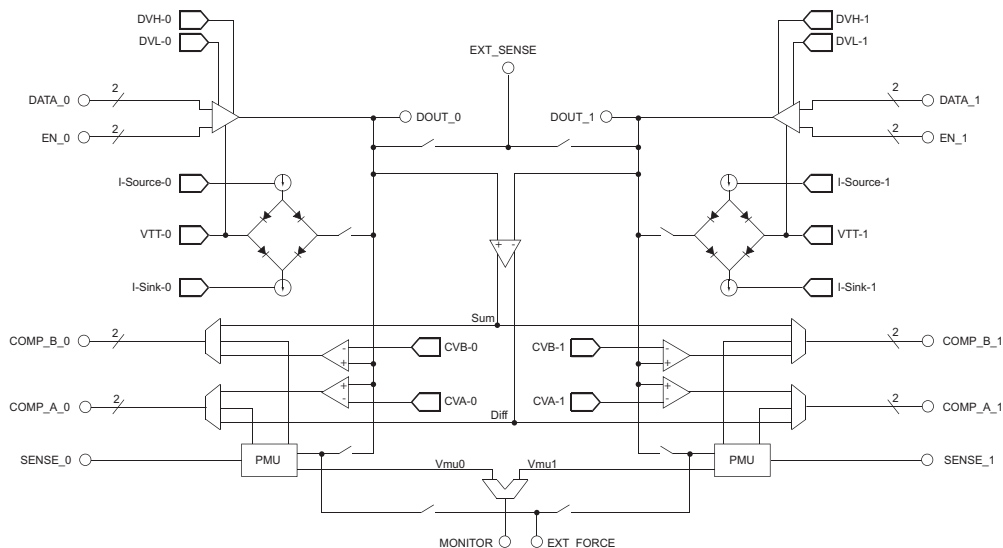 DVH-0
DVH-1
DVL-0
DVL-1
EXT_SENSE
DATA_0
2
2
DATA_1
DOUT_0
DOUT_1
EN_0
2
2
EN_1
I-Source-0
I-Source-1
VTT-0
VTT-1
+ -
I-Sink-0
I-Sink-1
Sum
COMP_B_0
2
-
+
CVB-0
CVB-1
-
+
2
COMP_B_1
COMP_A_0
2
+
-
CVA-0
CVA-1
+
-
2
COMP_A_1
Diff
SENSE_0
PMU
Vmu0
Vmu1
PMU
SENSE_1
MONITOR
EXT_FORCE